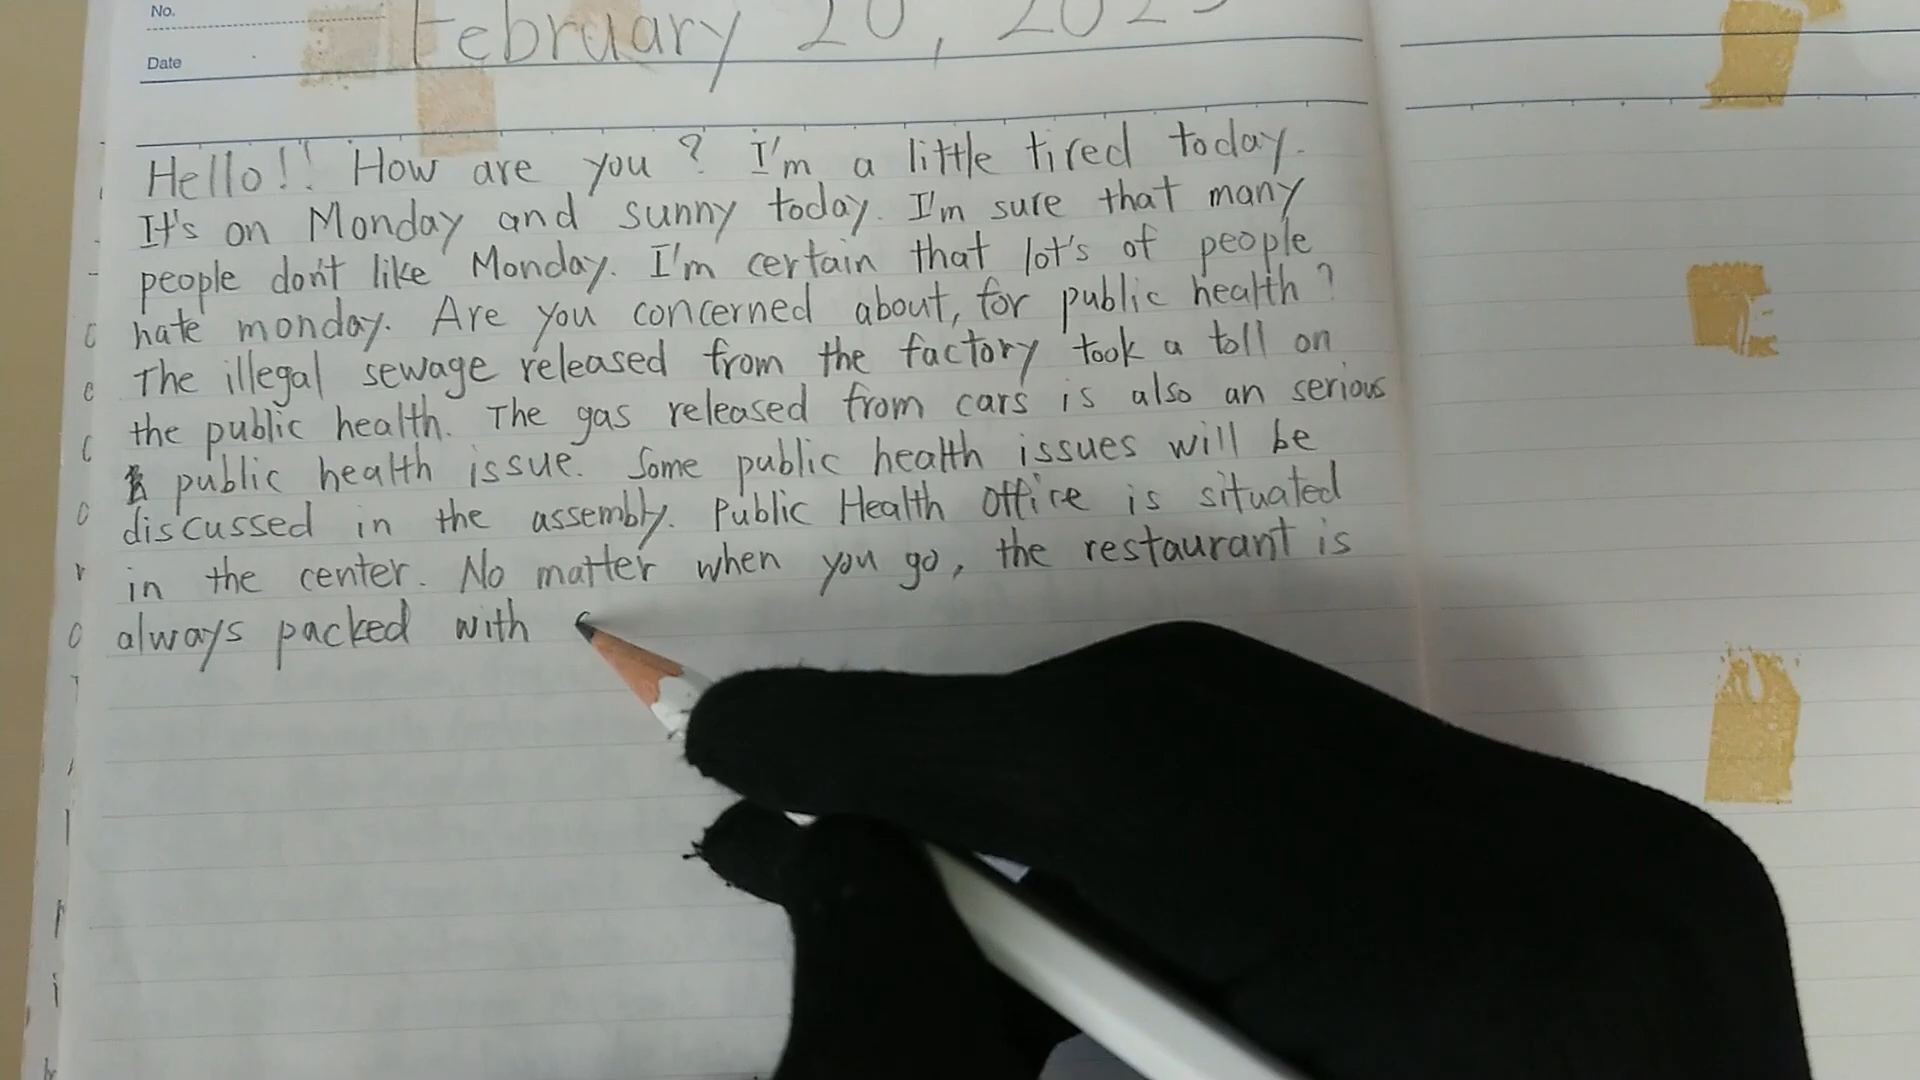 No.
Date
February 20, 202
Hello!! How are you? I'm a little tired today.
It's on Monday and sunny today. I'm sure that many
people don't like Monday. I'm certain that lot's of people
hate monday. Are you concerned about, for public health?
The illegal sewage released from the factory took a toll on
the public health. The gas released from cars is also an serious
public health issue. Some public health issues will be
discussed in the assembly. Public Health Office is situated
in the center. No matter when you go, the restaurant is
always packed with